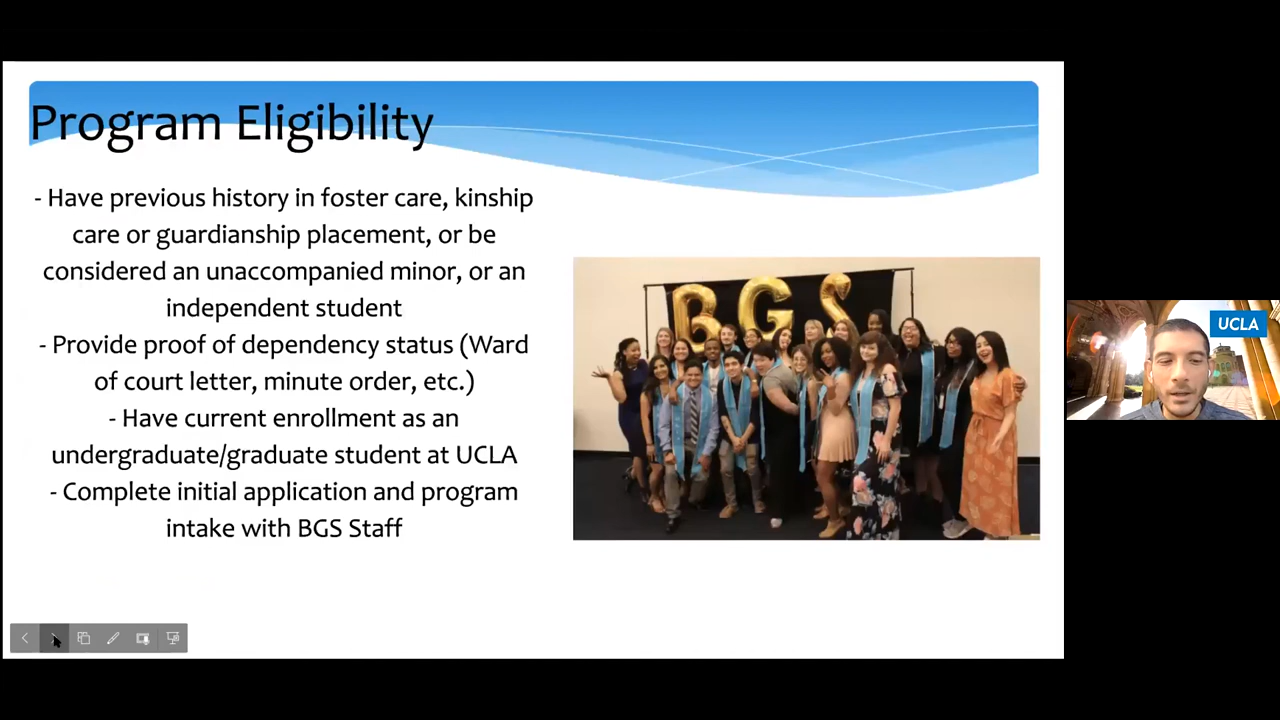 Program Eligibility
- Have previous history in foster care, kinship
care or guardianship placement, or be
considered an unaccompanied minor, or an
independent student
- Provide proof of dependency status (Ward
of court letter, minute order, etc.)
- Have current enrollment as an
undergraduate/graduate student at UCLA
- Complete initial application and program
intake with BGS Staff
BGS
UCLA